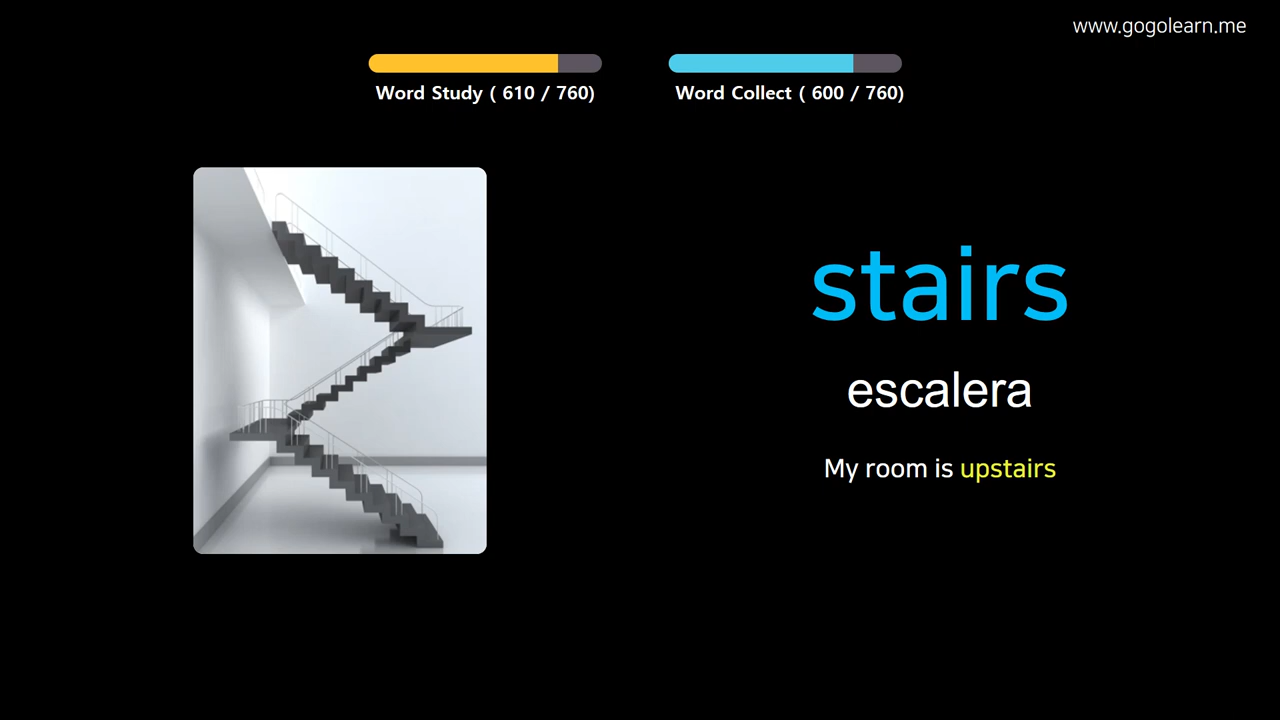 www.gogolearn.me
Word Study ( 610 / 760)
Word Collect ( 600 / 760)
stairs
escalera
My room is upstairs